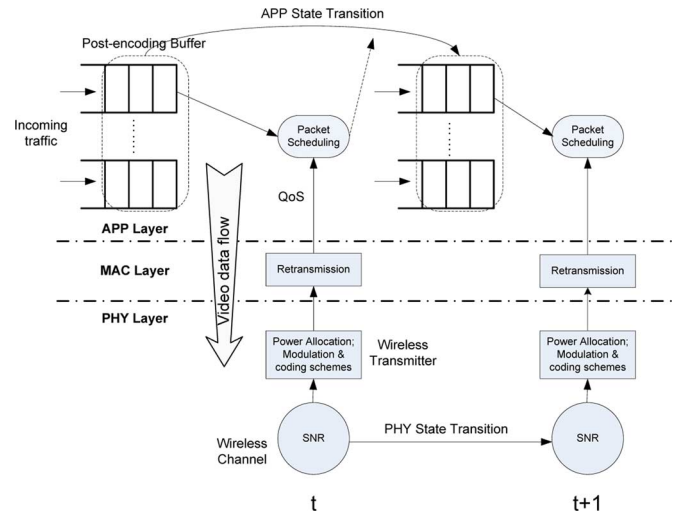 APP State Transition
Post-encoding Buffer
Incoming
traffic
Packet
Scheduling
Packet
Scheduling
QoS
APP Layer
Video data flow
MAC Layer
Retransmission
Retransmission
PHY Layer
Power Allocation;
Modulation &
coding schemes
Wireless
Transmitter
Power Allocation;
Modulation &
coding schemes
Wireless
Channel
SNR
PHY State Transition
SNR
t
t+1